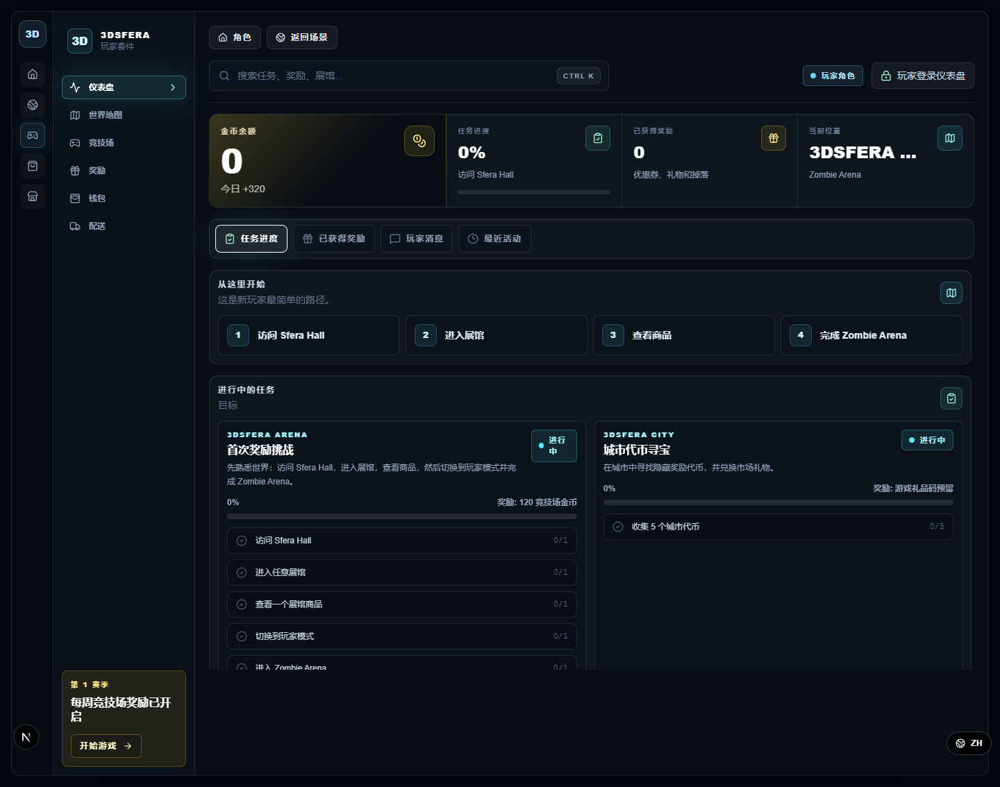 3D
3D
3DSFERA
玩家套件
仪表盘
世界地图
竞技场
奖励
钱包
配送
第 1 赛季
每周竞技场奖励已开
启
开始游戏
N
角色
返回场景
搜索任务、奖励、展馆...
CTRL K
玩家角色
玩家登录仪表盘
金币余额
0
今日 +320
任务进度
0%
访问 Sfera Hall
已获得奖励
0
优惠券、礼物和掉落
当前位置
3DSFERA ...
Zombie Arena
任务进度
已获得奖励
玩家消息
最近活动
从这里开始
这是新玩家最简单的路径。
1 访问 Sfera Hall
2 进入展馆
3 查看商品
4 完成 Zombie Arena
进行中的任务
目标
3DSFERA ARENA
首次奖励挑战
进行
中
先熟悉世界：访问 Sfera Hall，进入展馆，查看商品，然后切换到玩家模式并完
成 Zombie Arena。
0%
奖励: 120 竞技场金币
访问 Sfera Hall 0/1
进入任意展馆 0/1
查看一个展馆商品 0/1
切换到玩家模式 0/1
进入 Zombie Arena 0/1
3DSFERA CITY
城市代币寻宝
进行中
在城市中寻找隐藏奖励代币，并兑换市场礼物。
0%
奖励: 游戏礼品码预留
收集 5 个城市代币 0/5
ZH